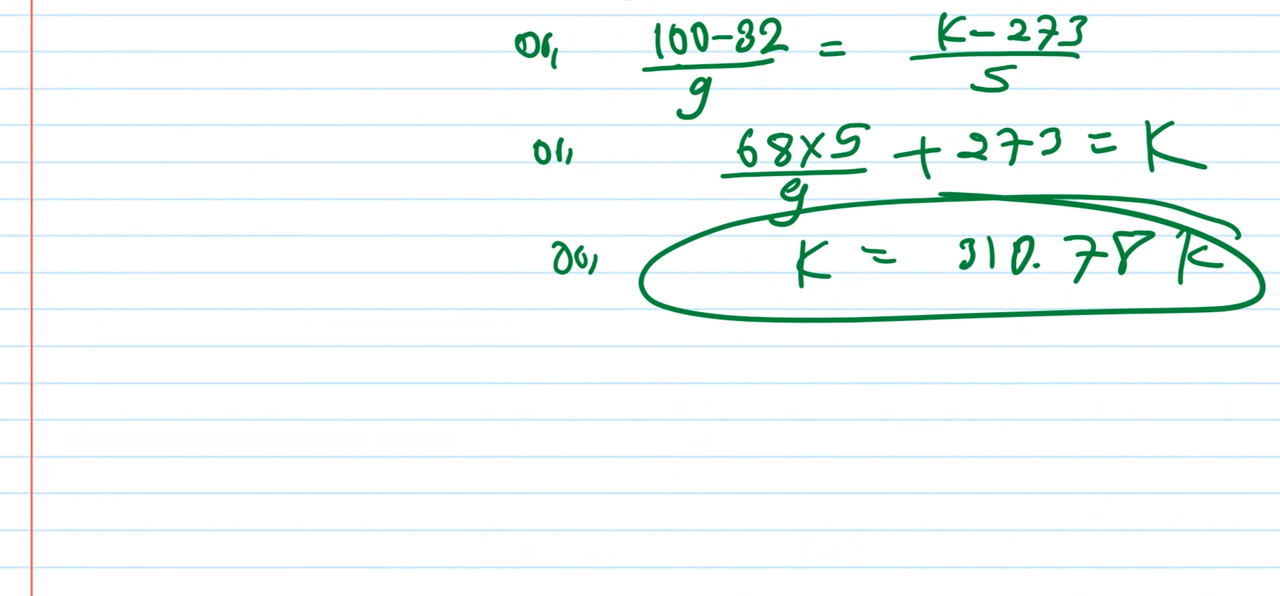 or, 100-32/9 = K-273/5
or, 68×5/9 + 273 = K
or, K = 310.78 K